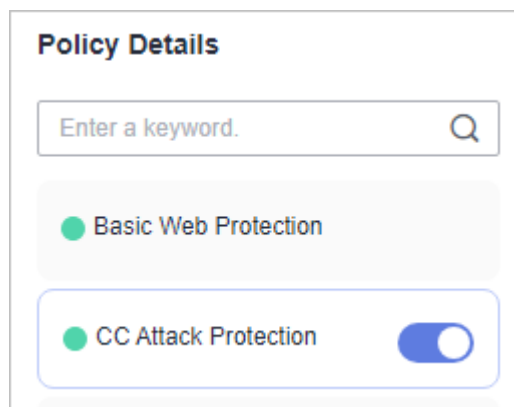 Policy Details
Enter a keyword.
Basic Web Protection
CC Attack Protection